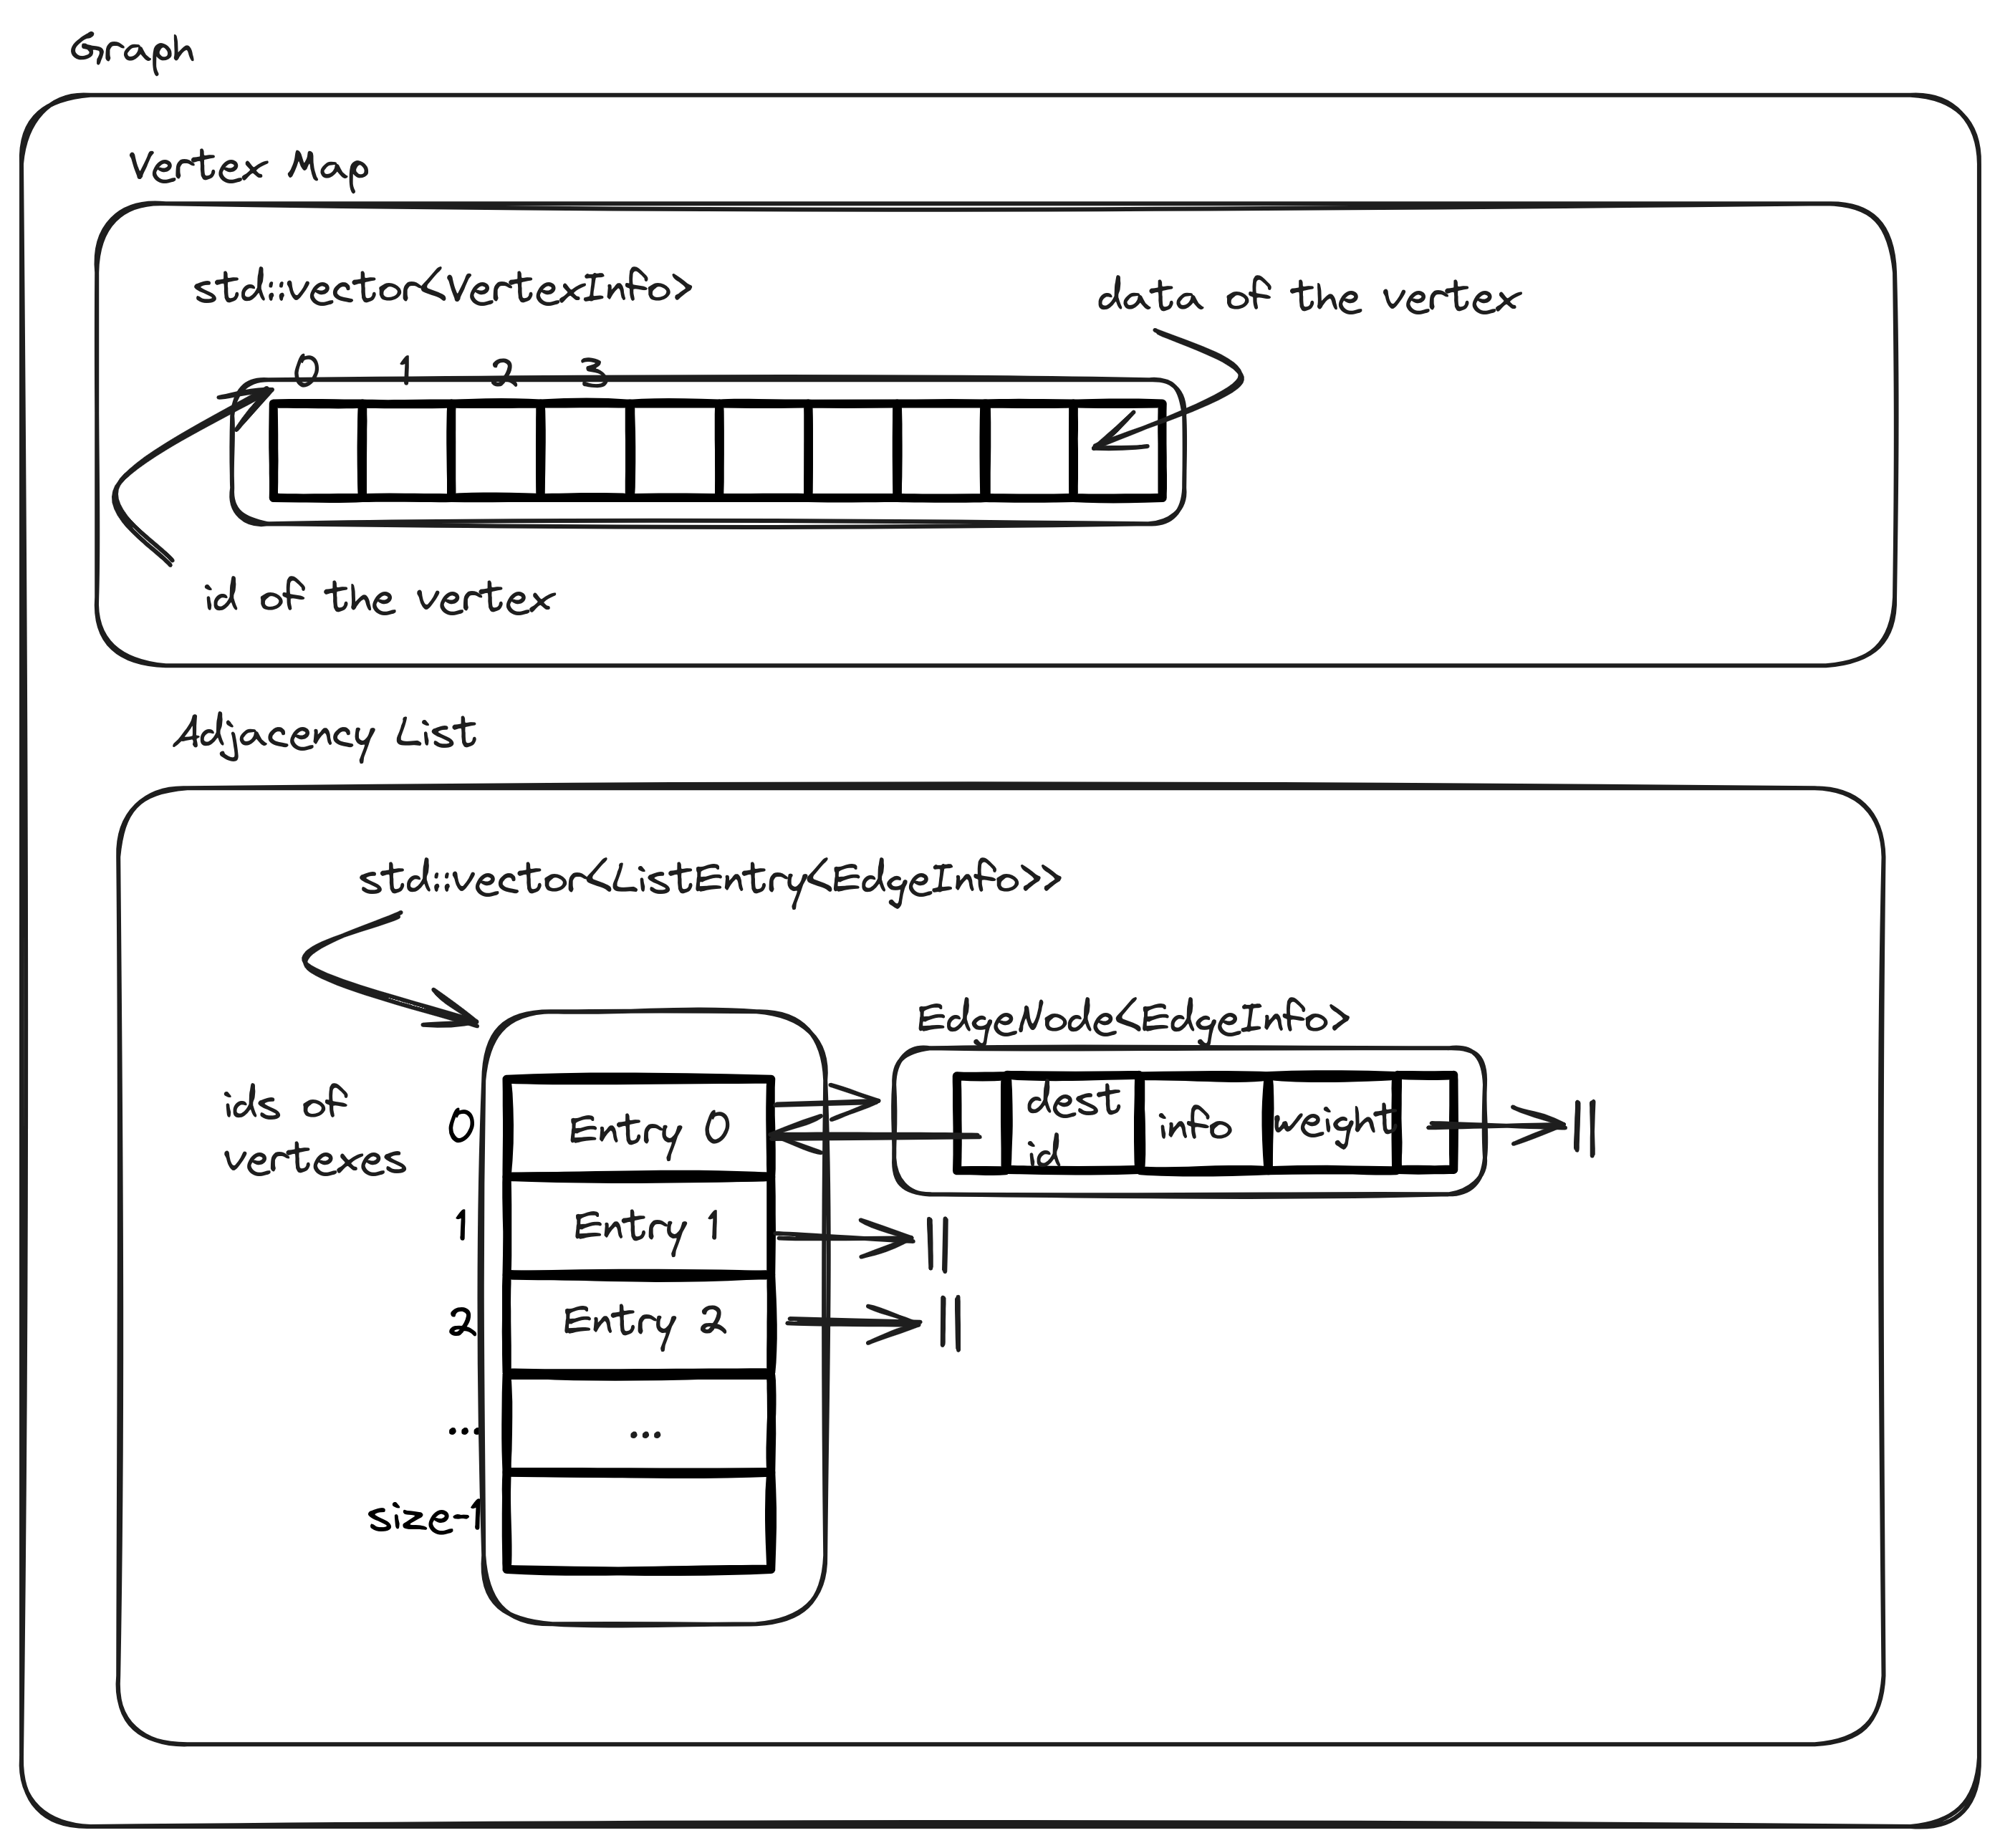 Graph
Vertex Map
std::vector<VertexInfo>
data of the vertex
0 1 2 3
id of the vertex
Adjacency List
std::vector<ListEntry<EdgeInfo>>
EdgeNode<EdgeInfo>
ids of
vertexes
0
Entry 0
dest
id
info
weight
1
Entry 1
2
Entry 2
...
...
size-1